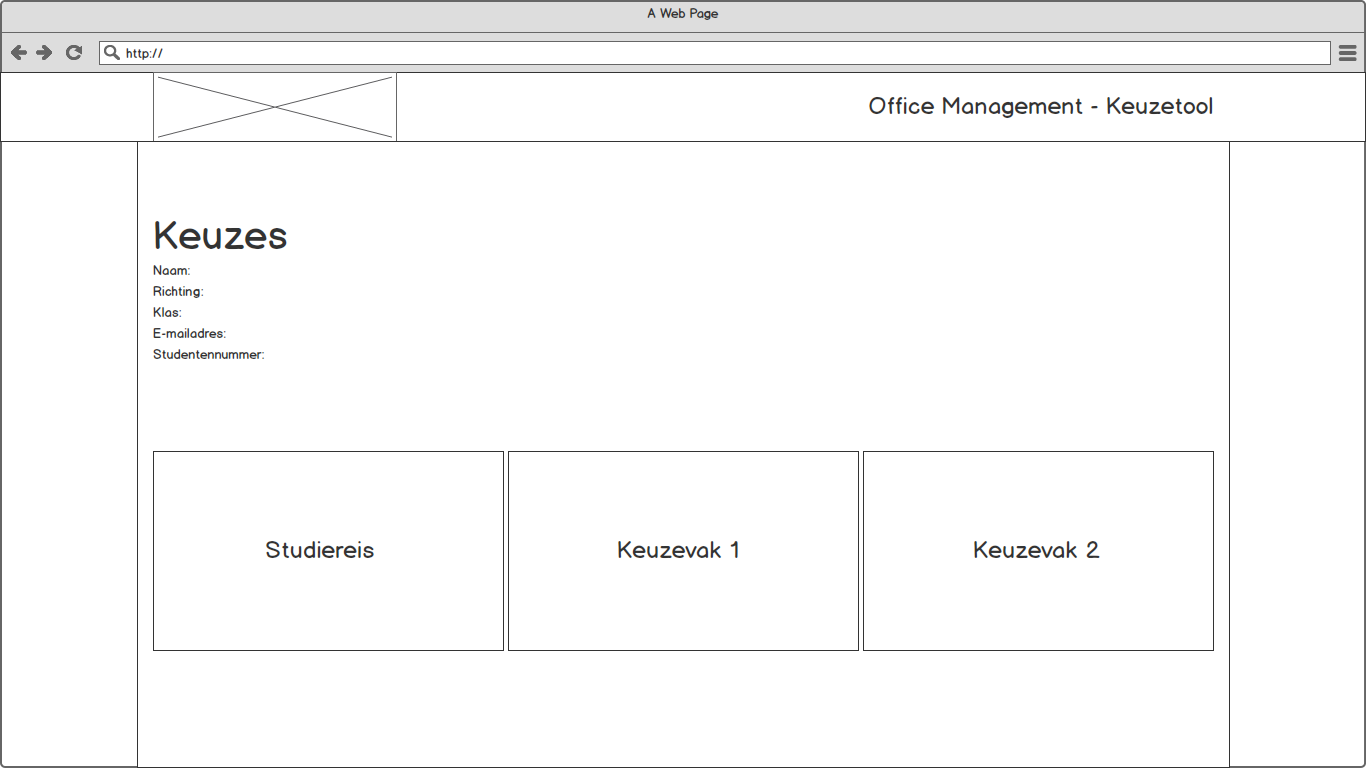 A Web Page
http://
Office Management - Keuzetool
Keuzes
Naam:
Richting:
Klas:
E-mailadres:
Studentennummer:
Studiereis
Keuzevak 1
Keuzevak 2